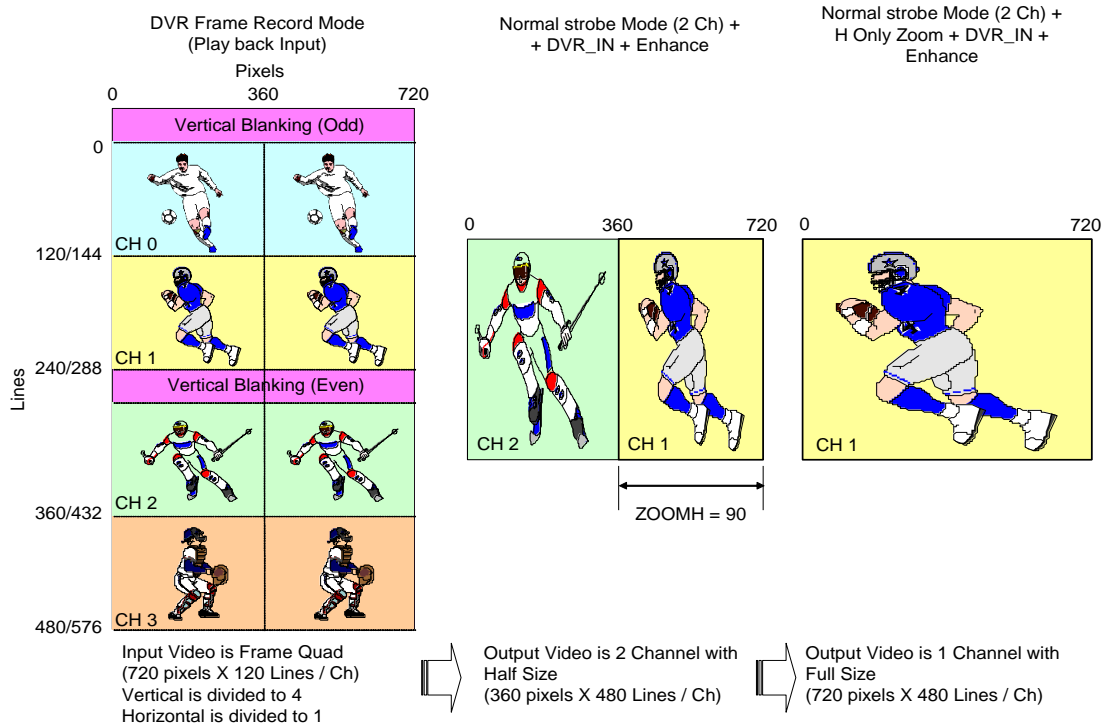 DVR Frame Record Mode
(Play back Input)
Pixels
0 360 720
Vertical Blanking (Odd)
0
CH 0
120/144
CH 1
240/288
Lines
Vertical Blanking (Even)
CH 2
360/432
CH 3
480/576
Input Video is Frame Quad
(720 pixels X 120 Lines / Ch)
Vertical is divided to 4
Horizontal is divided to 1
Normal strobe Mode (2 Ch) +
+ DVR_IN + Enhance
0 360 720
CH 2 CH 1
ZOOMH = 90
Output Video is 2 Channel with
Half Size
(360 pixels X 480 Lines / Ch)
Normal strobe Mode (2 Ch) +
H Only Zoom + DVR_IN +
Enhance
0 720
CH 1
Output Video is 1 Channel with
Full Size
(720 pixels X 480 Lines / Ch)